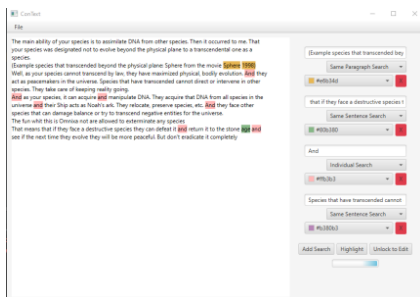 ConText
File
The main ability of your species is to assimilate DNA from other species. Then it occurred to me. That
your species was designated not to evolve beyond the physical plane to a transcendental one as a
species.
(Example species that transcended beyond the physical plane Sphere from the movie Sphere 1998)
Well, as your species cannot transcend by law, they have maximized physical, bodily evolution. And they
act as peacemakers in the universe. Species that have transcended cannot direct or intervene in other
species. They take care of keeping reality going.
And as your species, it can acquire and manipulate DNA. They acquire that DNA from all species in the
universe and their Ship acts as Noah's ark. They relocate, preserve species, etc. And they face other
species that can damage balance or try to transcend negative entities for the universe.
The fun whit this is Omnisa not are allowed to exterminate any species
That means that if they face a destructive species they can defeat it and return it to the stone age and
see if the next time they evolve they will be more peaceful. But don't eradicate it completely
(Example species that transcended bey
Same Paragraph Search
X
that if they face a destructive species t
Same Sentence Search
X
And
Individual Search
#ffb3b3
X
Species that have transcended cannot
Same Sentence Search
#b380b3
X
Add Search
Highlight
Unlock to Edit